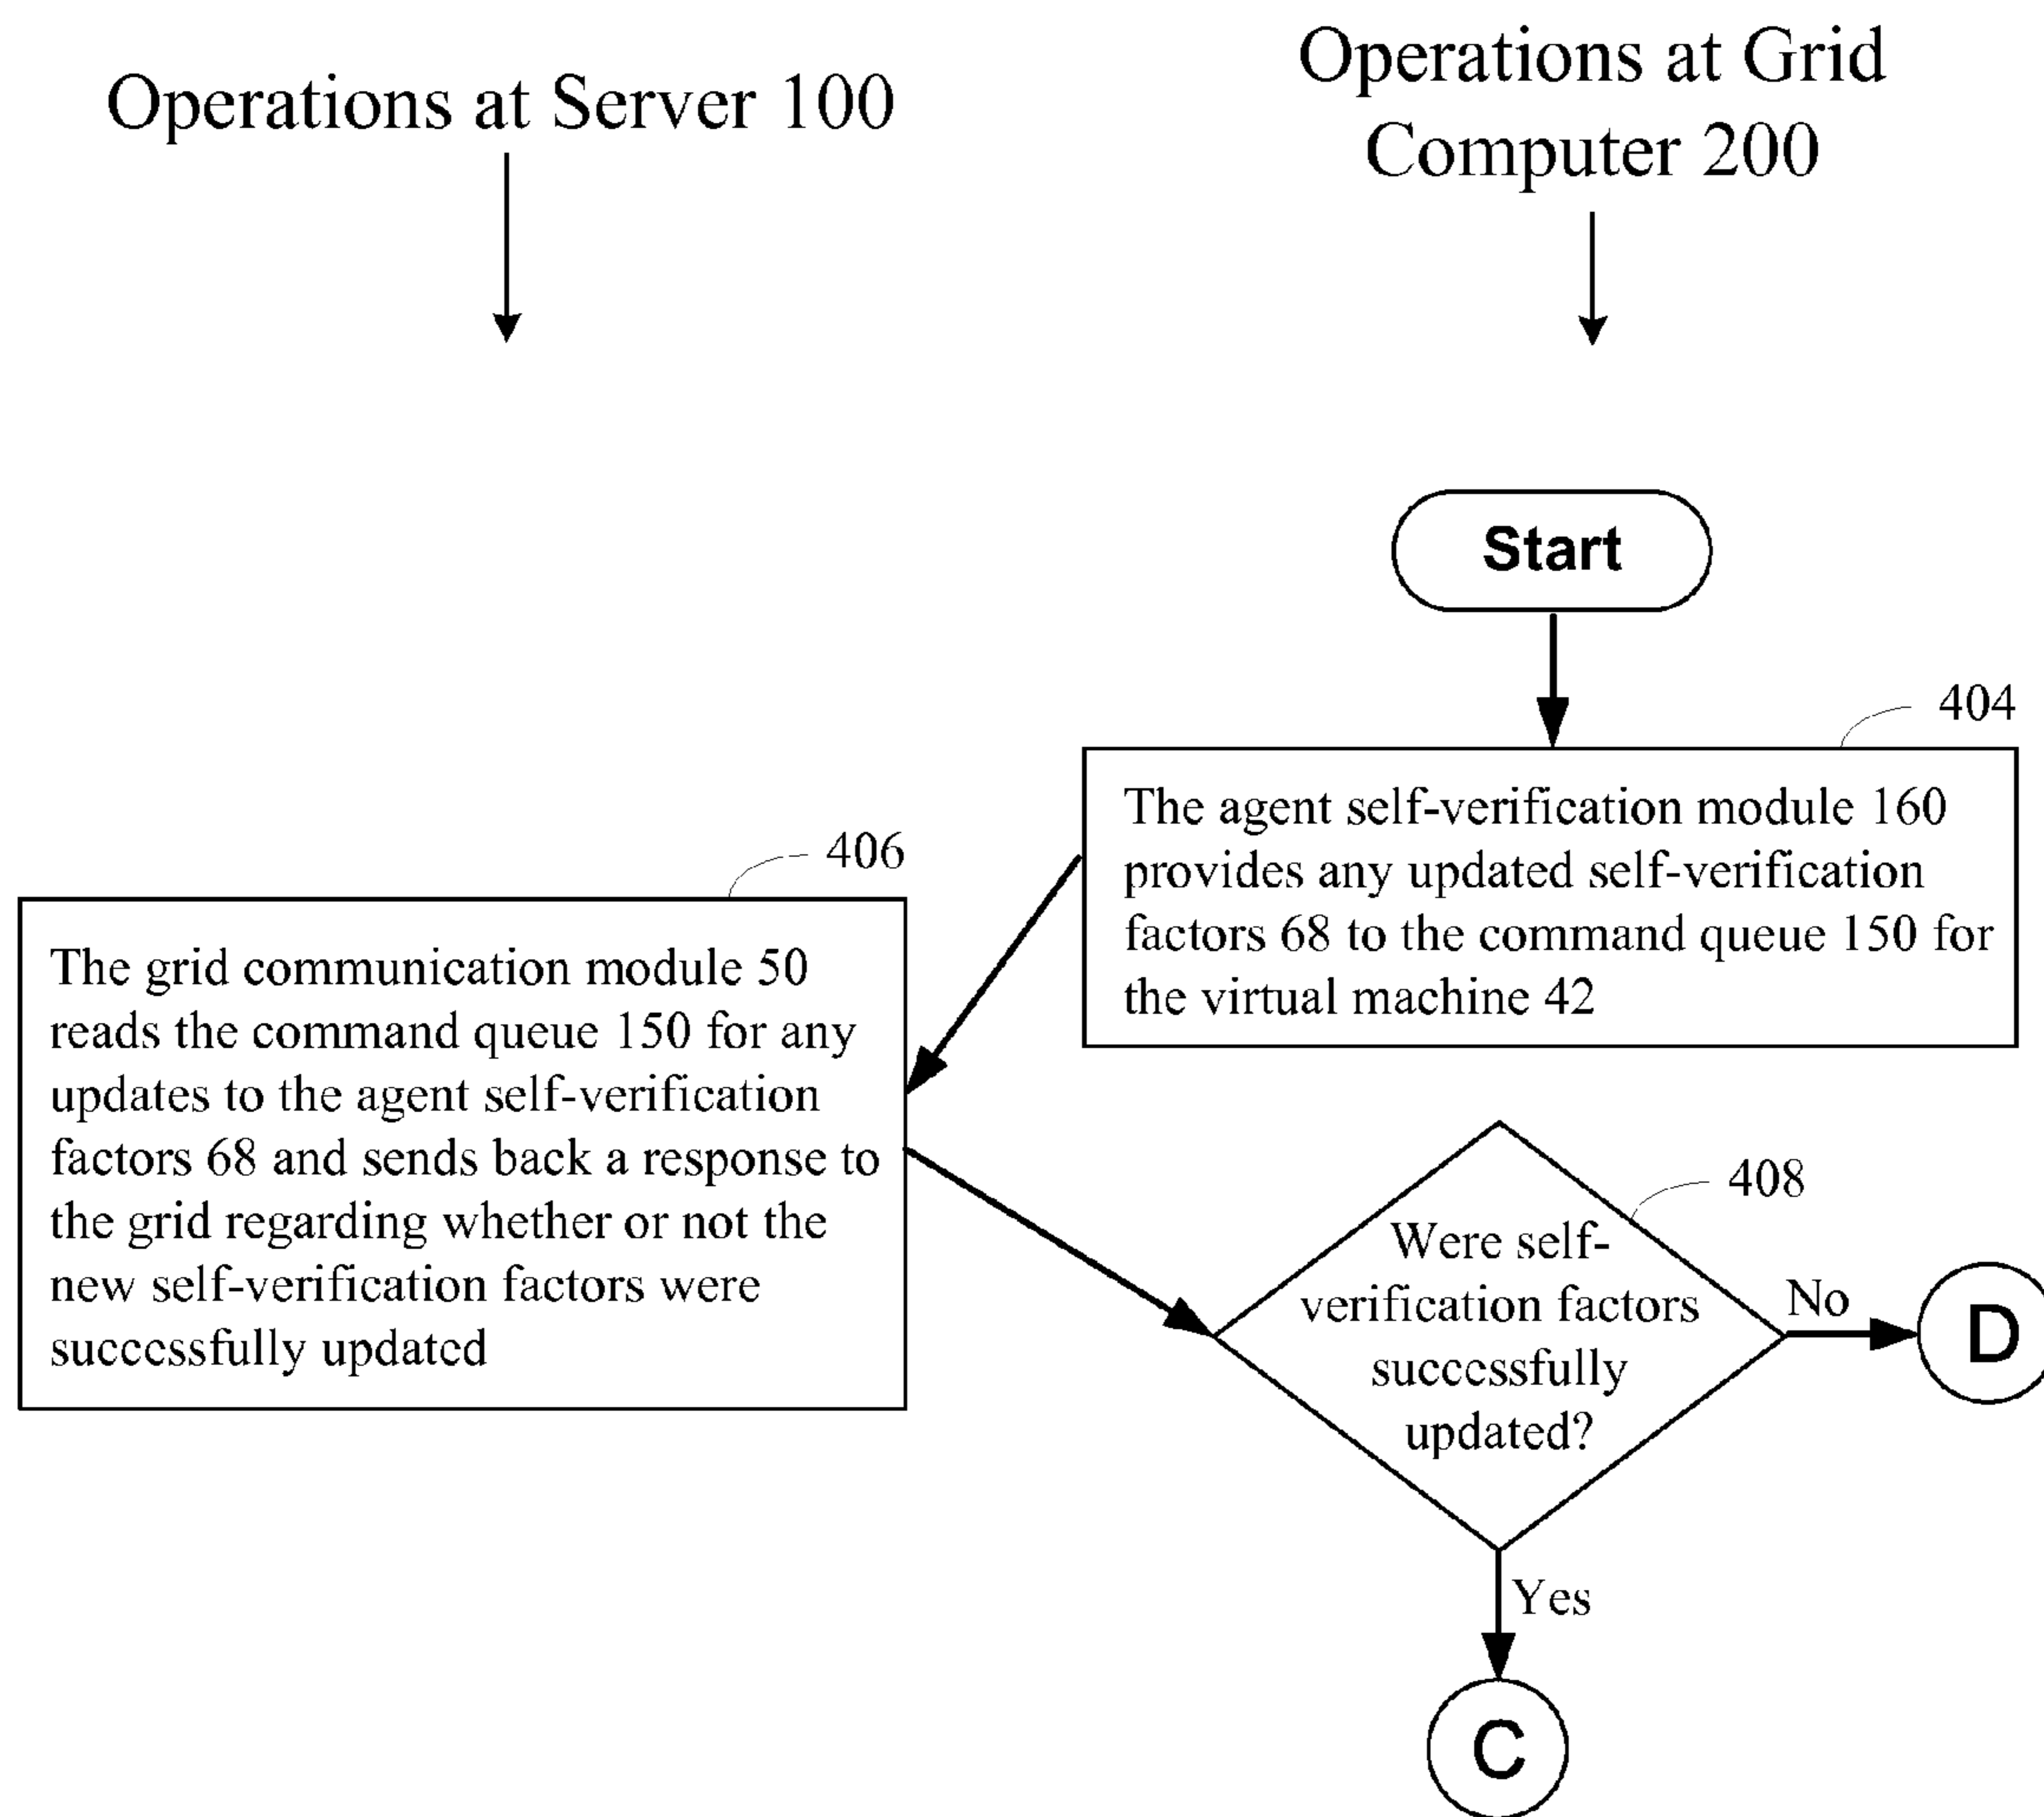 Operations at Server 100
Operations at Grid
Computer 200
Start
404
The agent self-verification module 160
provides any updated self-verification
factors 68 to the command queue 150 for
the virtual machine 42
406
The grid communication module 50
reads the command queue 150 for any
updates to the agent self-verification
factors 68 and sends back a response to
the grid regarding whether or not the
new self-verification factors were
successfully updated
408
Were self-
verification factors
successfully
updated?
No
D
Yes
C